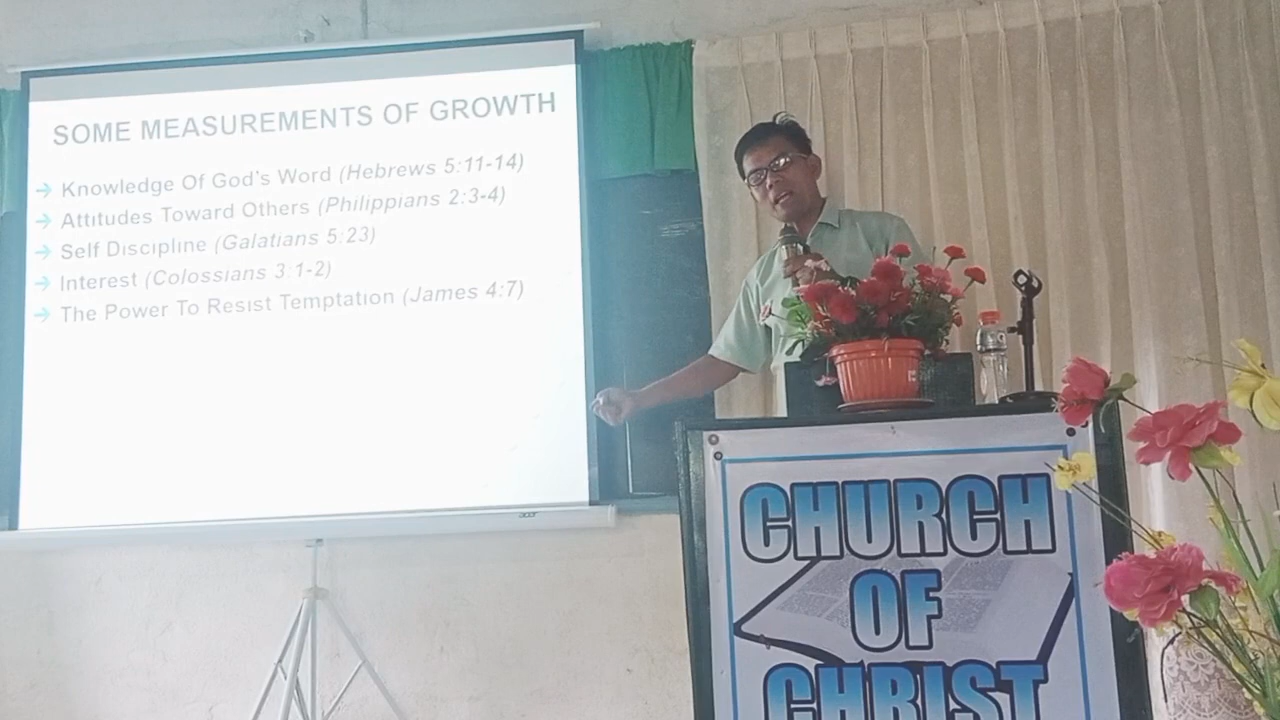 SOME MEASUREMENTS OF GROWTH
→ Knowledge Of God's Word (Hebrews 5:11-14)
→ Attitudes Toward Others (Philippians 2:3-4)
→ Self Discipline (Galatians 5:23)
→ Interest (Colossians 3:1-2)
→ The Power To Resist Temptation (James 4:7)
acer
CHURCH
OF
CHRIST